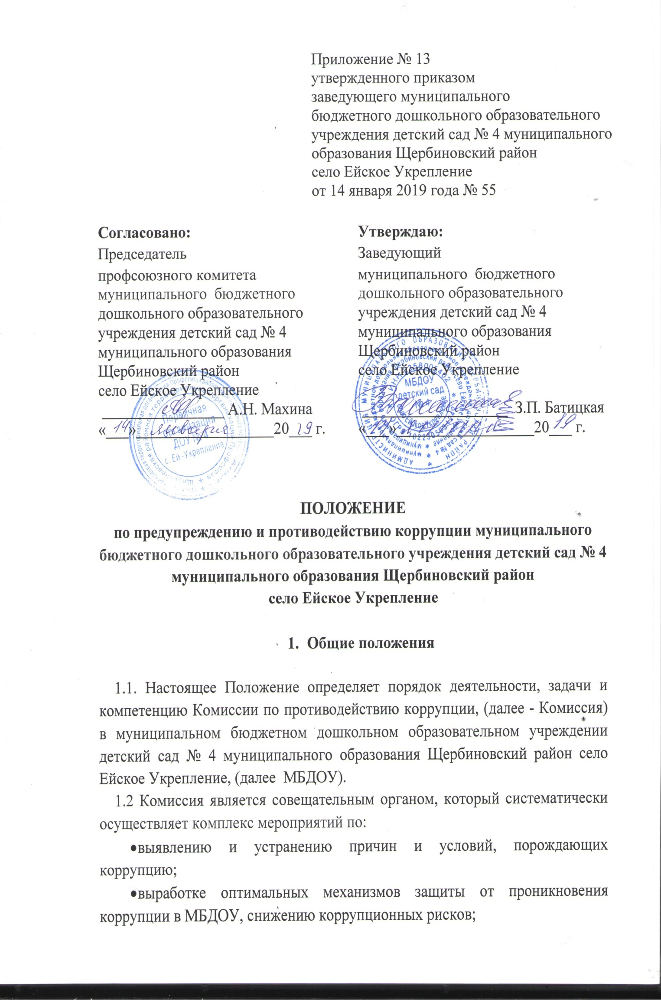 Приложение № 13
утвержденного приказом
заведующего муниципального
бюджетного дошкольного образовательного
учреждения детский сад № 4 муниципального
образования Щербиновский район
село Ейское Укрепление
от 14 января 2019 года № 55
Согласовано:
Председатель
профсоюзного комитета
муниципального бюджетного
дошкольного образовательного
учреждения детский сад № 4
муниципального образования
Щербиновский район
село Ейское Укрепление
А.Н. Махина
«14» января 2019 г.
Первичная
организация
ДОУ № 4
с. Ей-Укрепление
Утверждаю:
Заведующий
муниципального бюджетного
дошкольного образовательного
учреждения детский сад № 4
муниципального образования
Щербиновский район
село Ейское Укрепление
З.П. Батицкая
«14» января 2019 г.
МБДОУ
детский сад
№ 4
ПОЛОЖЕНИЕ
по предупреждению и противодействию коррупции муниципального
бюджетного дошкольного образовательного учреждения детский сад № 4
муниципального образования Щербиновский район
село Ейское Укрепление
1. Общие положения
1.1. Настоящее Положение определяет порядок деятельности, задачи и
компетенцию Комиссии по противодействию коррупции, (далее - Комиссия)
в муниципальном бюджетном дошкольном образовательном учреждении
детский сад № 4 муниципального образования Щербиновский район село
Ейское Укрепление, (далее МБДОУ).
1.2 Комиссия является совещательным органом, который систематически
осуществляет комплекс мероприятий по:
•выявлению и устранению причин и условий, порождающих
коррупцию;
•выработке оптимальных механизмов защиты от проникновения
коррупции в МБДОУ, снижению коррупционных рисков;